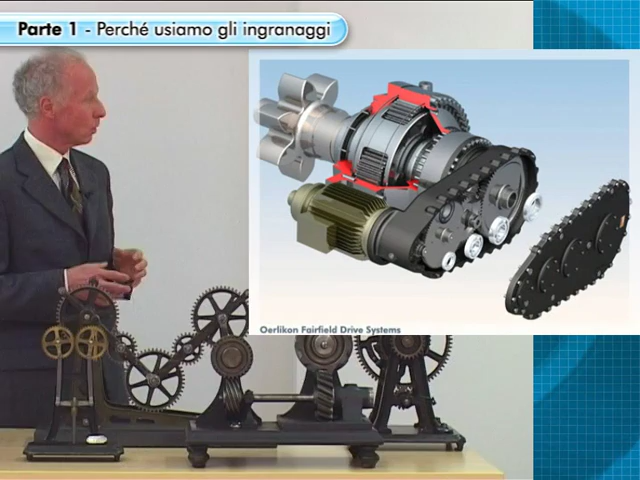 Parte 1 - Perché usiamo gli ingranaggi
Oerlikon Fairfield Drive Systems